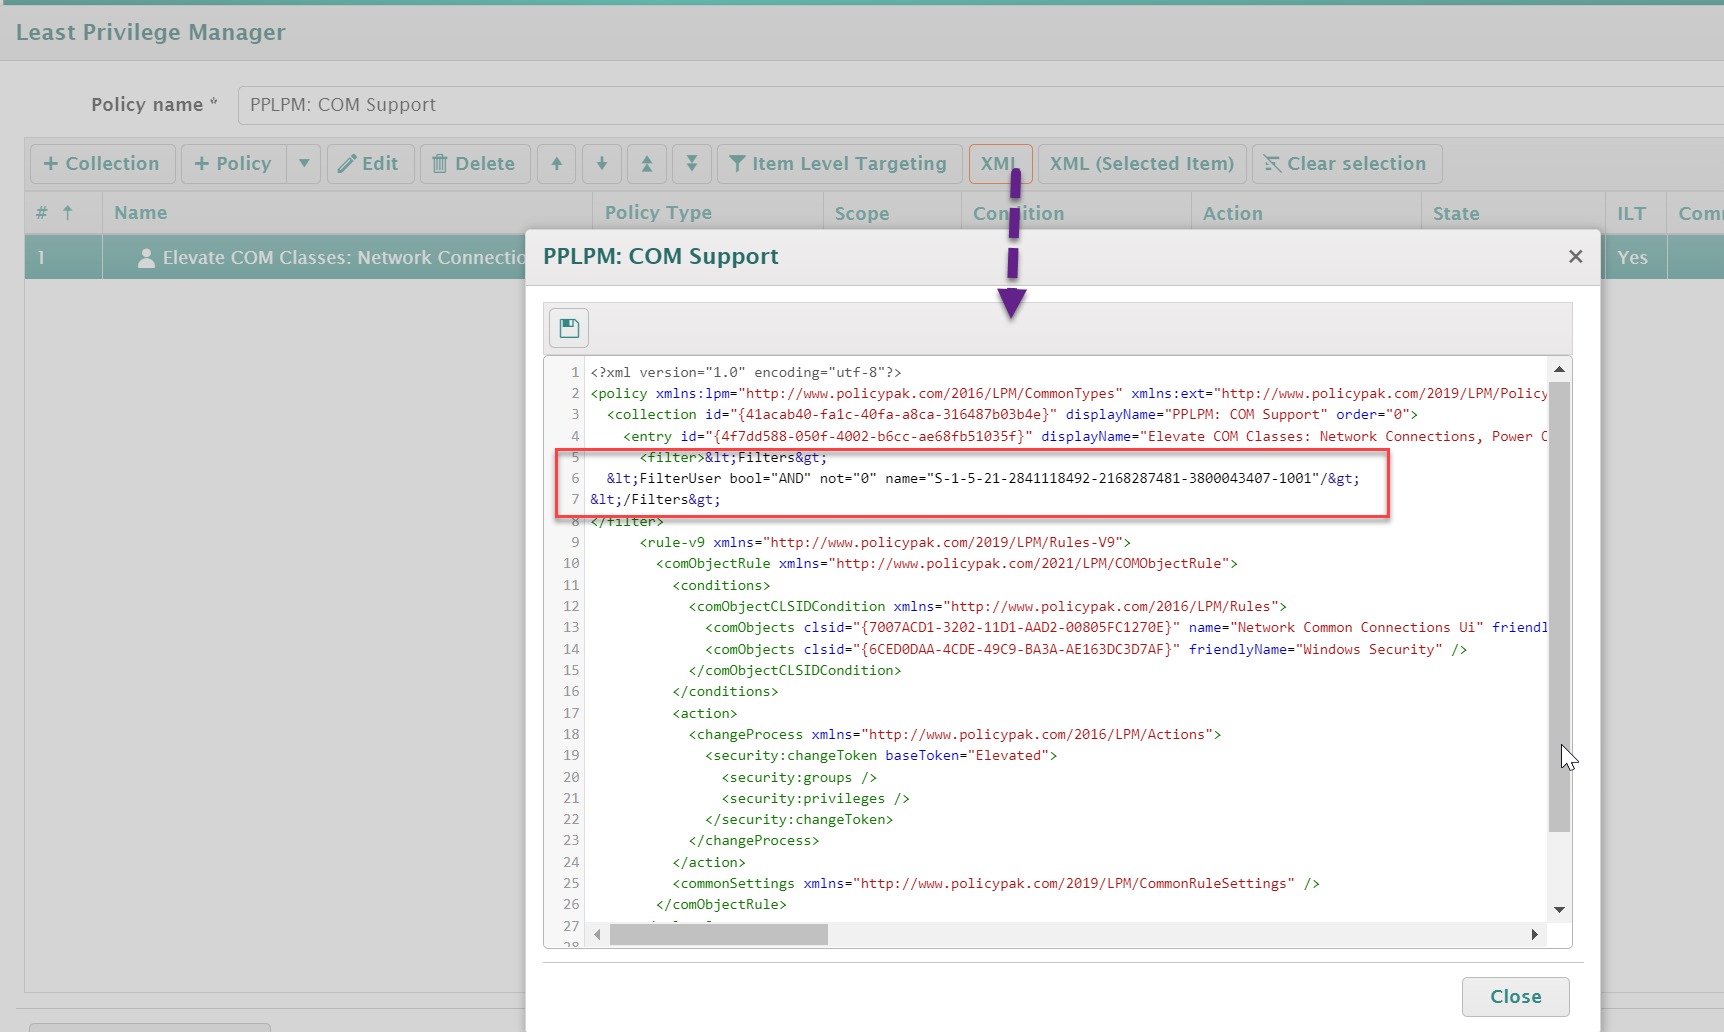 Least Privilege Manager
Policy name *
PPLPM: COM Support
+ Collection
+ Policy
Edit
Delete
Item Level Targeting
XML
XML (Selected Item)
Clear selection
# Name Policy Type Scope Condition Action State ILT Comm
1 Elevate COM Classes: Network Connectio Yes
PPLPM: COM Support
1 <?xml version="1.0" encoding="utf-8"?>
2 <policy xmlns:lpm="http://www.policypak.com/2016/LPM/CommonTypes" xmlns:ext="http://www.policypak.com/2019/LPM/Policy
3 <collection id="{41acab40-fa1c-40fa-a8ca-316487b03b4e}" displayName="PPLPM: COM Support" order="0">
4 <entry id="{4f7dd588-050f-4002-b6cc-ae68fb51035f}" displayName="Elevate COM Classes: Network Connections, Power C
5 <filter>&lt;Filters&gt;
6 &lt;FilterUser bool="AND" not="0" name="S-1-5-21-2841118492-2168287481-3800043407-1001"/&gt;
7 &lt;/Filters&gt;
8 </filter>
9 <rule-v9 xmlns="http://www.policypak.com/2019/LPM/Rules-V9">
10 <comObjectRule xmlns="http://www.policypak.com/2021/LPM/COMObjectRule">
11 <conditions>
12 <comObjectCLSIDCondition xmlns="http://www.policypak.com/2016/LPM/Rules">
13 <comObjects clsid="{7007ACD1-3202-11D1-AAD2-00805FC1270E}" name="Network Common Connections Ui" friendl
14 <comObjects clsid="{6CED0DAA-4CDE-49C9-BA3A-AE163DC3D7AF}" friendlyName="Windows Security" />
15 </comObjectCLSIDCondition>
16 </conditions>
17 <action>
18 <changeProcess xmlns="http://www.policypak.com/2016/LPM/Actions">
19 <security:changeToken baseToken="Elevated">
20 <security:groups />
21 <security:privileges />
22 </security:changeToken>
23 </changeProcess>
24 </action>
25 <commonSettings xmlns="http://www.policypak.com/2019/LPM/CommonRuleSettings" />
26 </comObjectRule>
27
28
Close